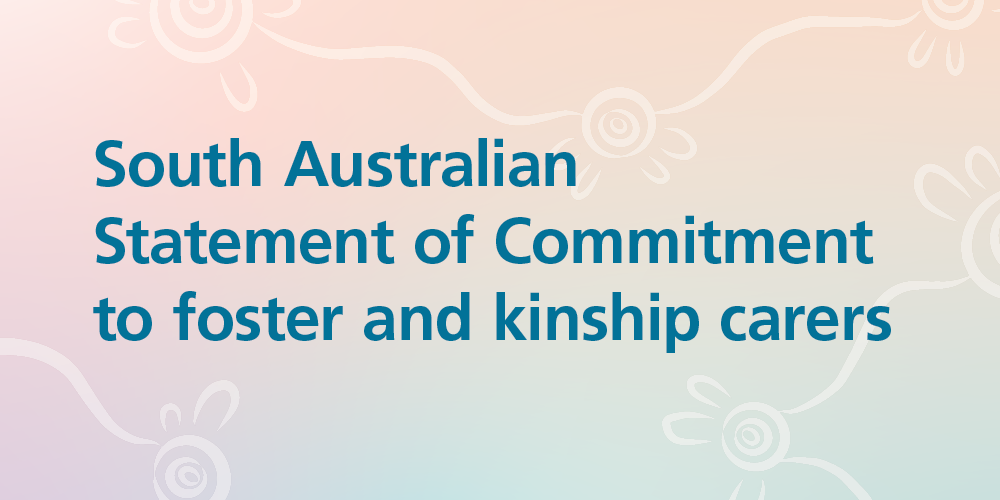 South Australian
Statement of Commitment
to foster and kinship carers